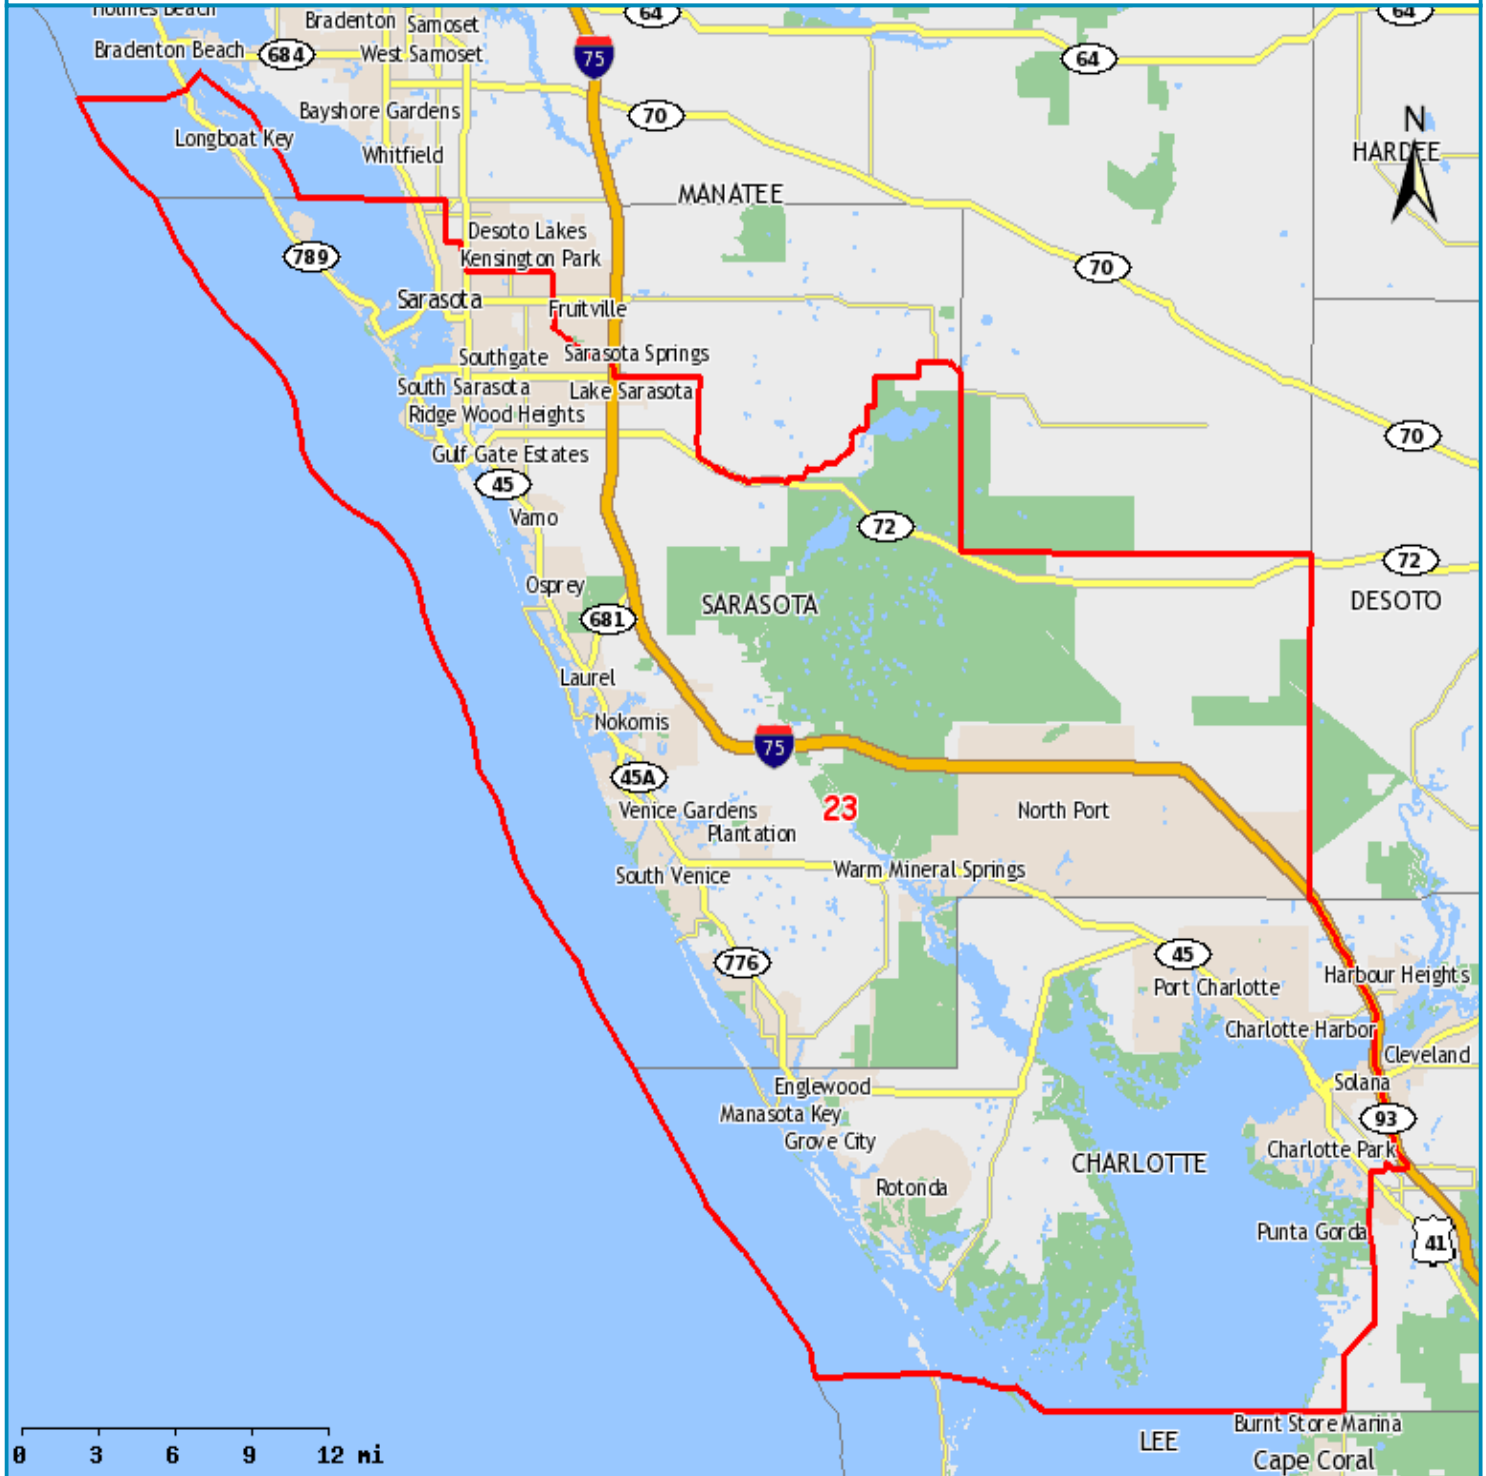 Holmes Beach
Bradenton
Samoset
64
64
Bradenton Beach
684
West Samoset
75
64
Bayshore Gardens
70
N
Longboat Key
Whitfield
HARDEE
MANATEE
Desoto Lakes
789
Kensington Park
70
Sarasota
Fruitville
Southgate
Sarasota Springs
South Sarasota
Lake Sarasota
Ridge Wood Heights
70
Gulf Gate Estates
45
Vamo
72
72
Osprey
SARASOTA
DESOTO
681
Laurel
Nokomis
75
45A
Venice Gardens
23
North Port
Plantation
South Venice
Warm Mineral Springs
776
45
Harbour Heights
Port Charlotte
Charlotte Harbor
Cleveland
Englewood
Solana
Manasota Key
93
Grove City
Charlotte Park
CHARLOTTE
Rotonda
Punta Gorda
41
Burnt Store Marina
LEE
0 3 6 9 12 mi
Cape Coral